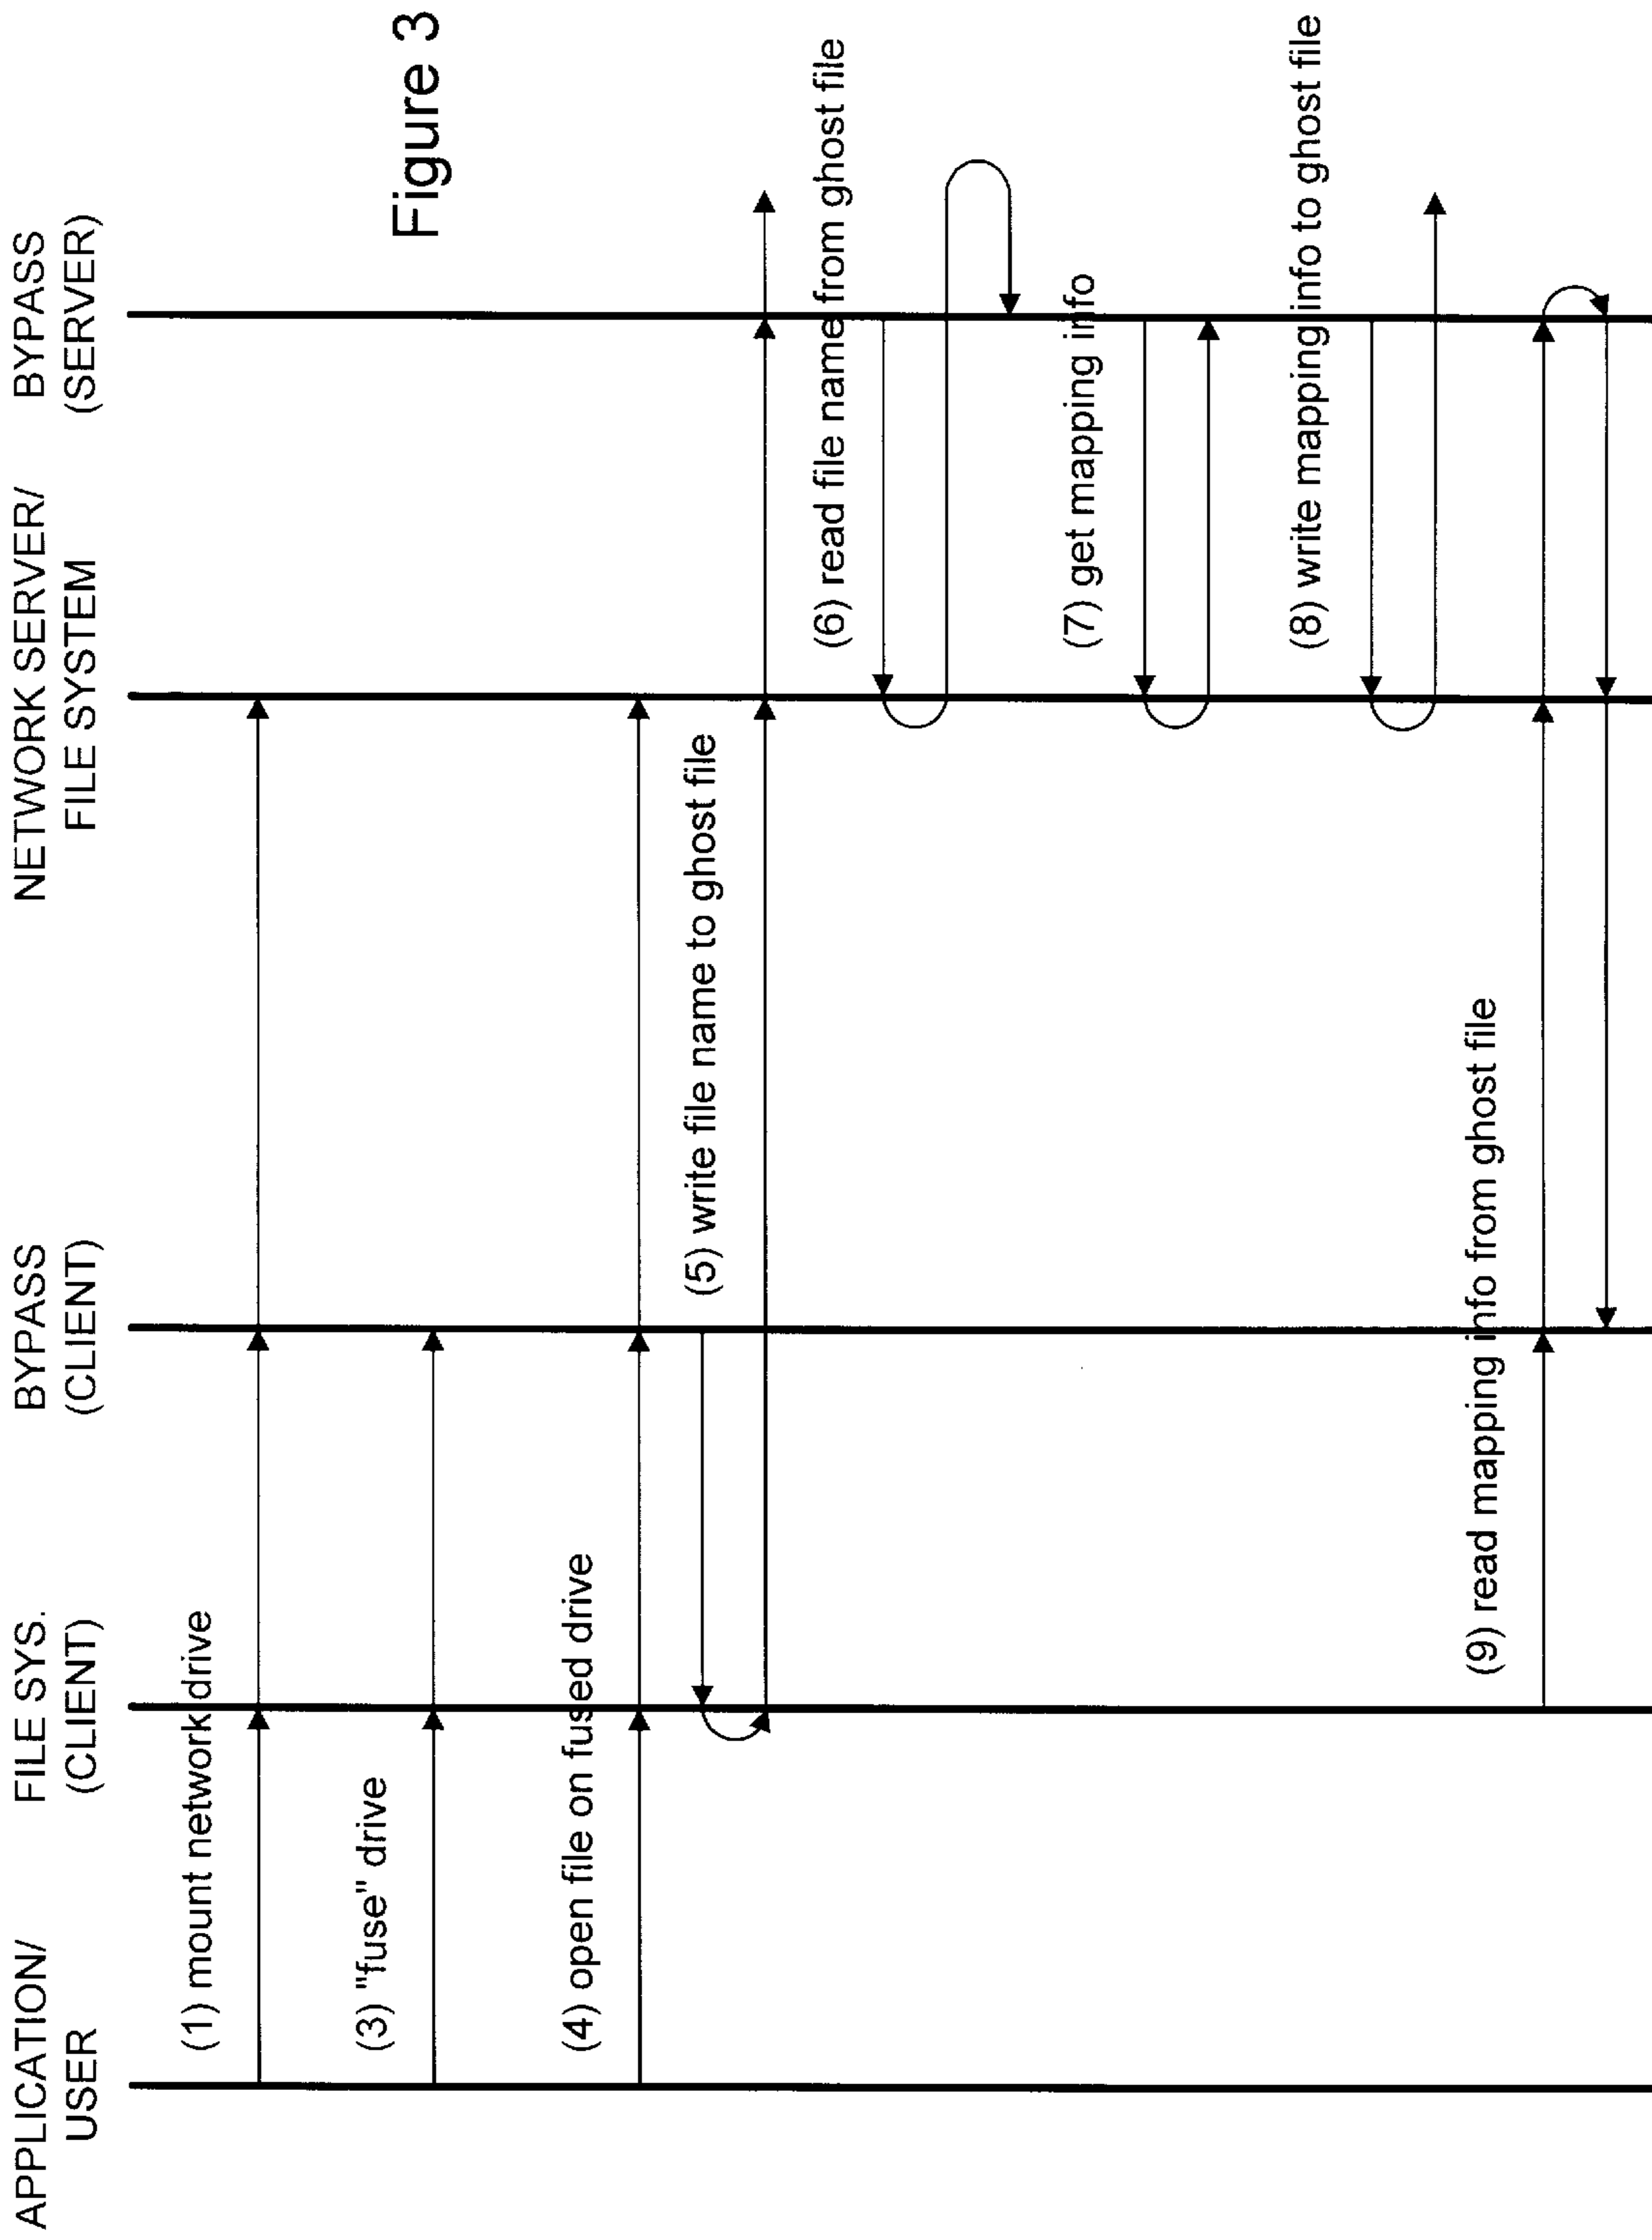 APPLICATION/
USER
FILE SYS.
(CLIENT)
BYPASS
(CLIENT)
NETWORK SERVER/
FILE SYSTEM
BYPASS
(SERVER)
(1) mount network drive
(3) "fuse" drive
Figure 3
(4) open file on fused drive
(5) write file name to ghost file
(6) read file name from ghost file
(7) get mapping info
(8) write mapping info to ghost file
(9) read mapping info from ghost file